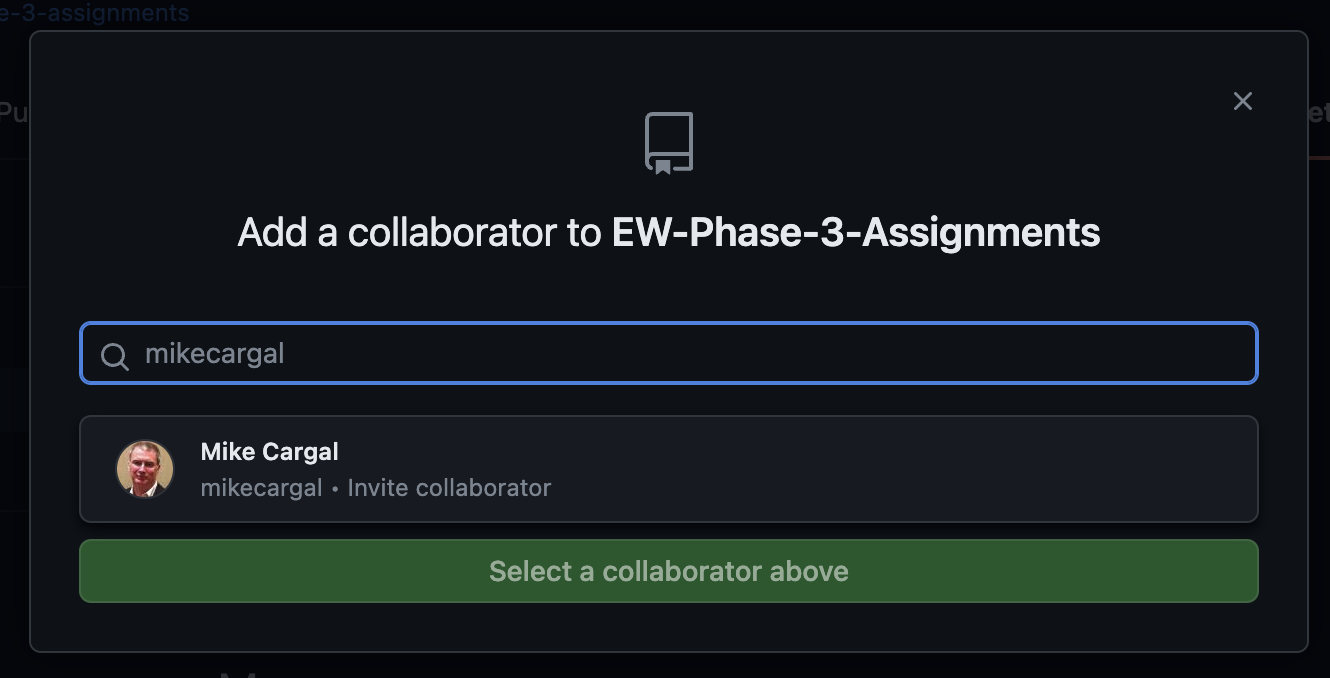 e-3-assignments
Pu
Add a collaborator to EW-Phase-3-Assignments
mikecargal
Mike Cargal
mikecargal • Invite collaborator
Select a collaborator above